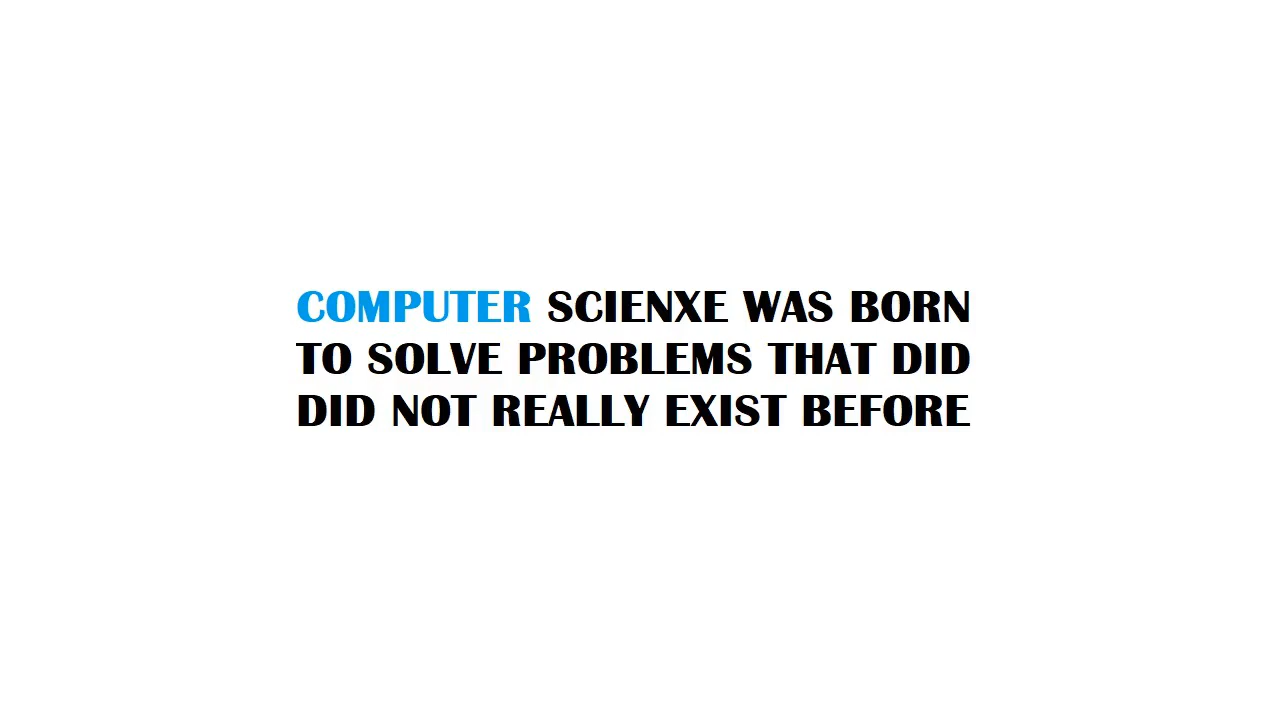 COMPUTER SCIENXE WAS BORN
TO SOLVE PROBLEMS THAT DID
DID NOT REALLY EXIST BEFORE